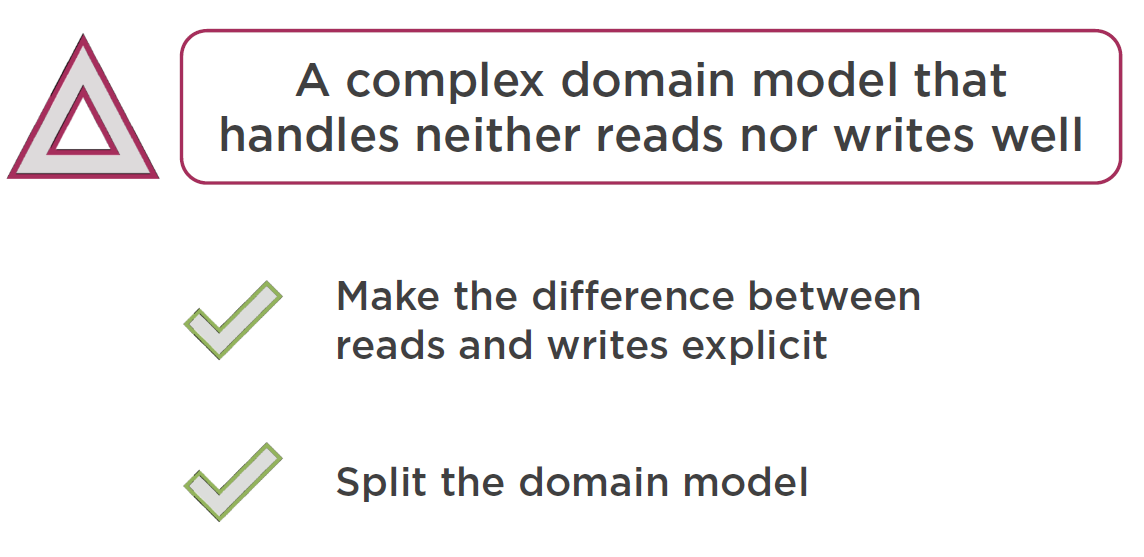 A complex domain model that
handles neither reads nor writes well
Make the difference between
reads and writes explicit
Split the domain model